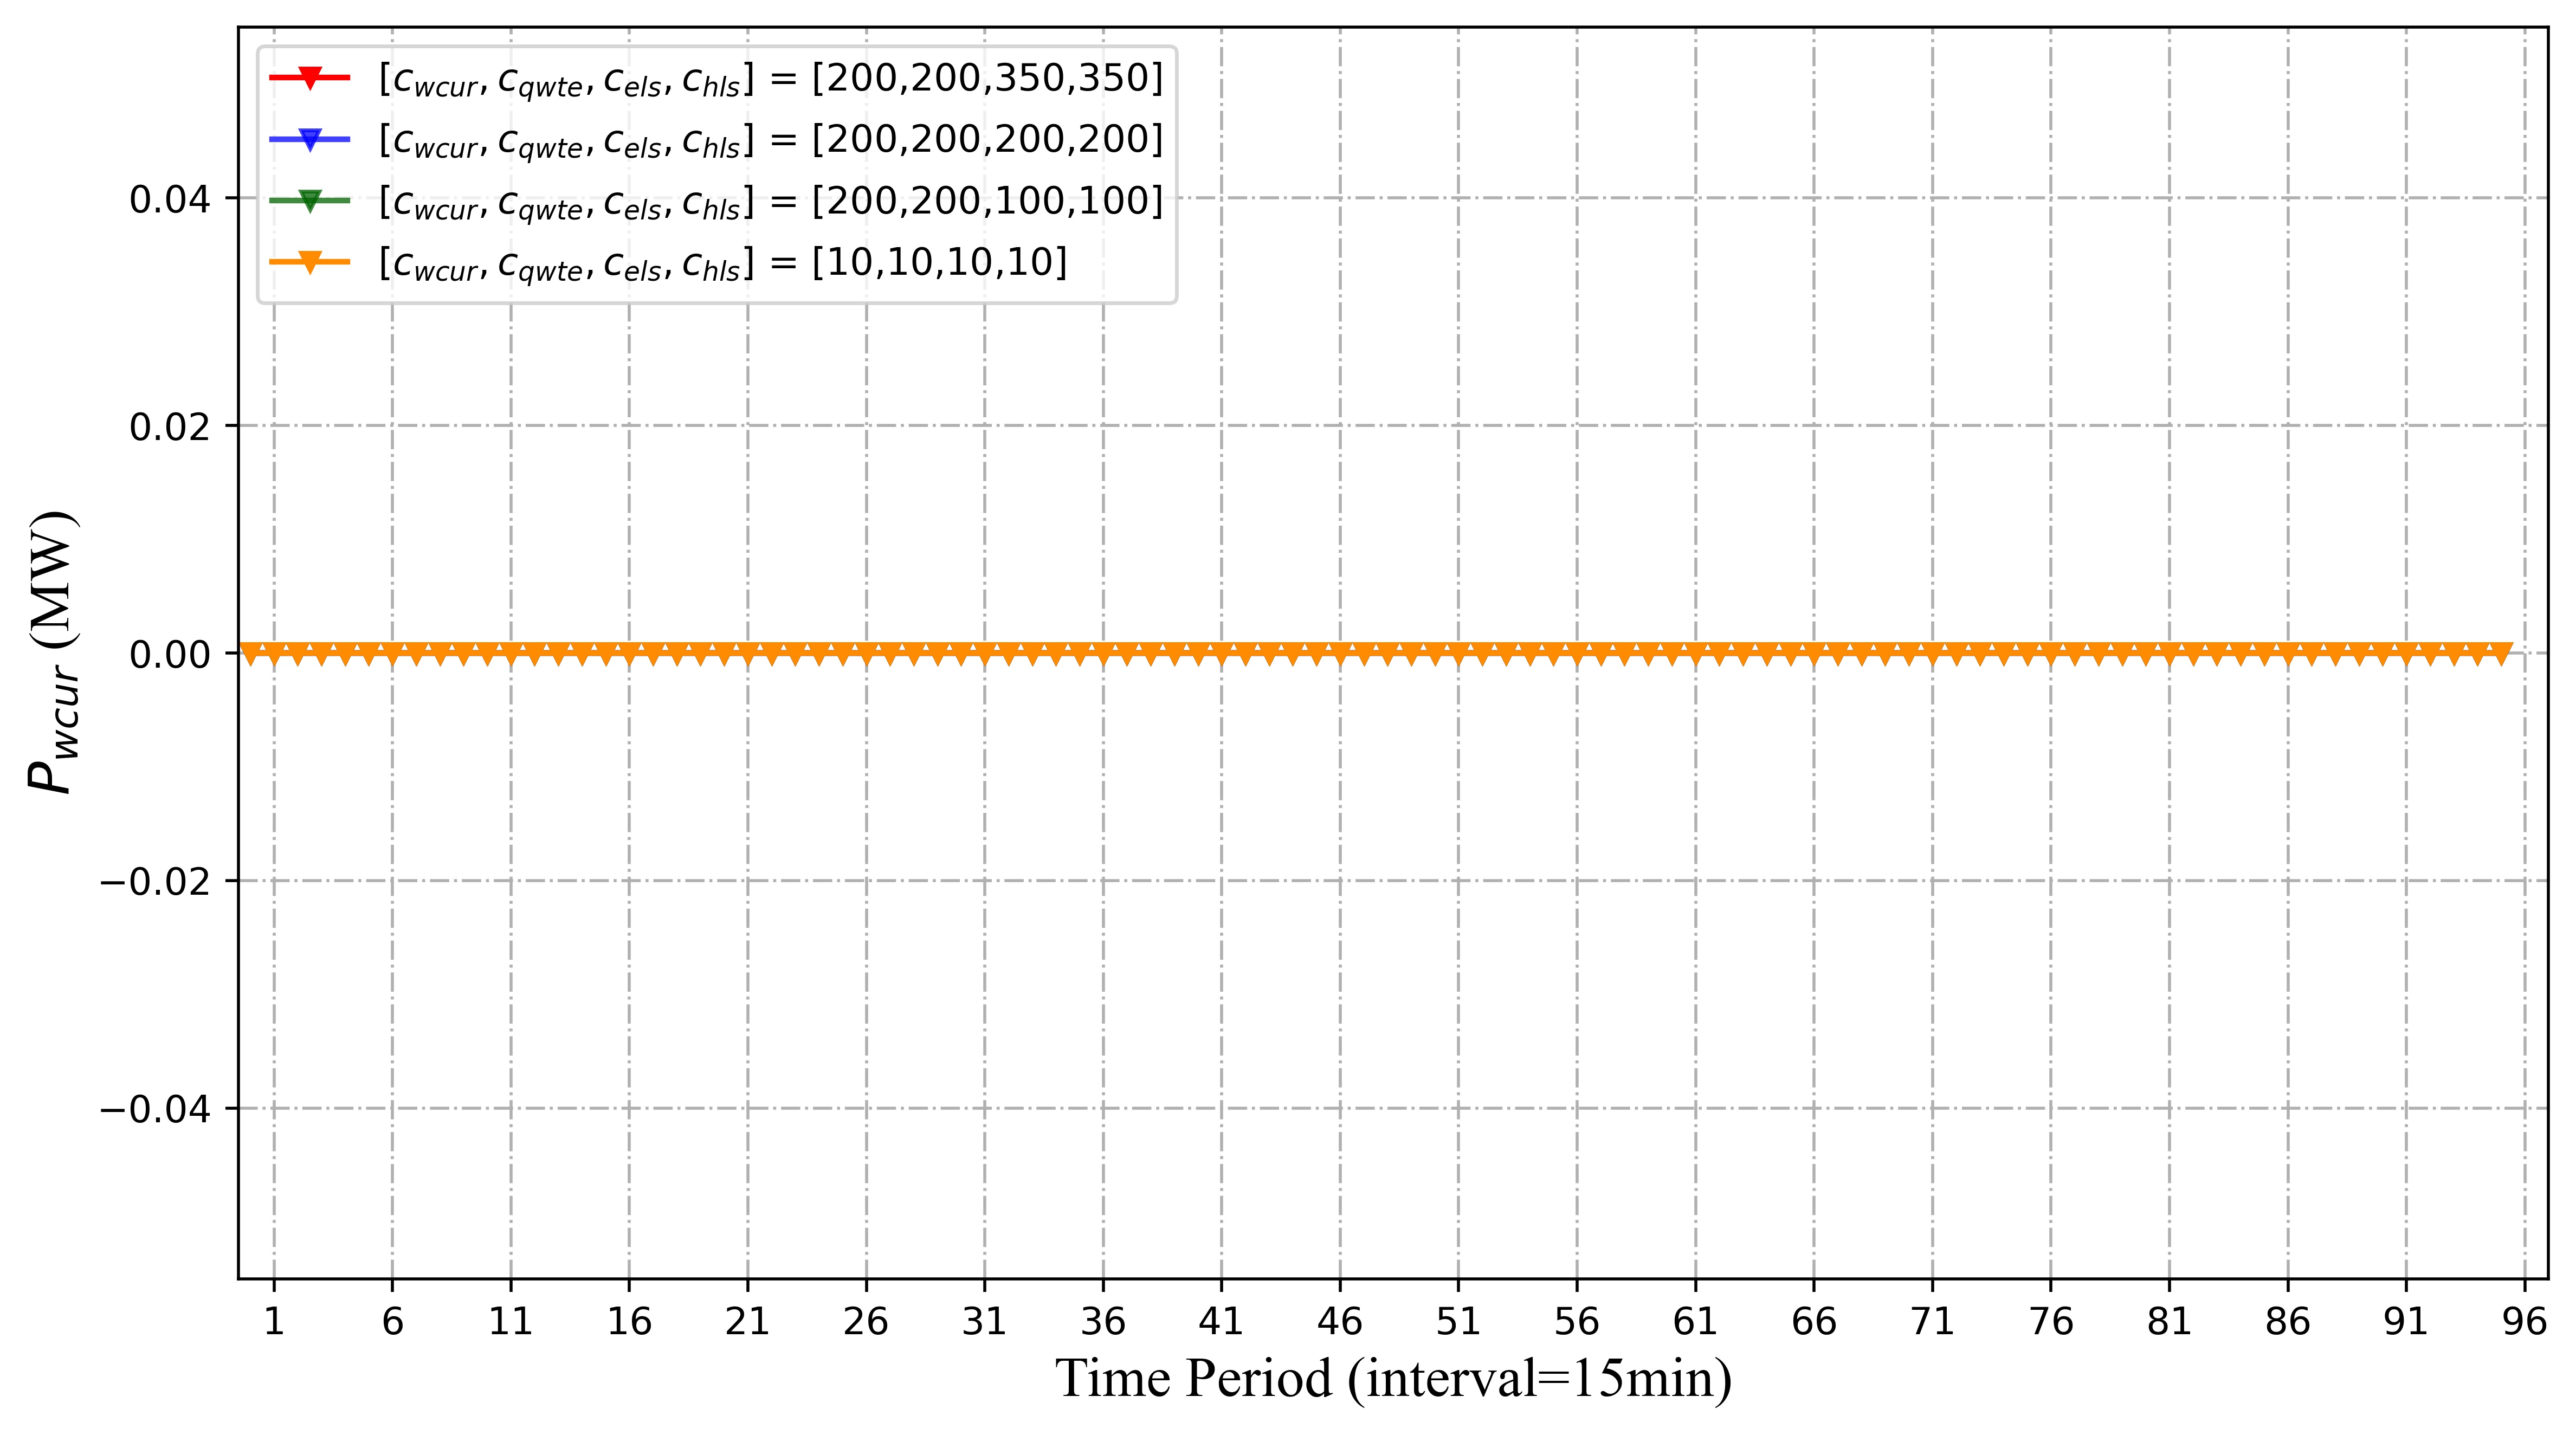 [c_wcur, c_qwte, c_els, c_hls] = [200,200,350,350]
[c_wcur, c_qwte, c_els, c_hls] = [200,200,200,200]
[c_wcur, c_qwte, c_els, c_hls] = [200,200,100,100]
[c_wcur, c_qwte, c_els, c_hls] = [10,10,10,10]
0.04
0.02
0.00
−0.02
−0.04
P_wcur (MW)
1 6 11 16 21 26 31 36 41 46 51 56 61 66 71 76 81 86 91 96
Time Period (interval=15min)